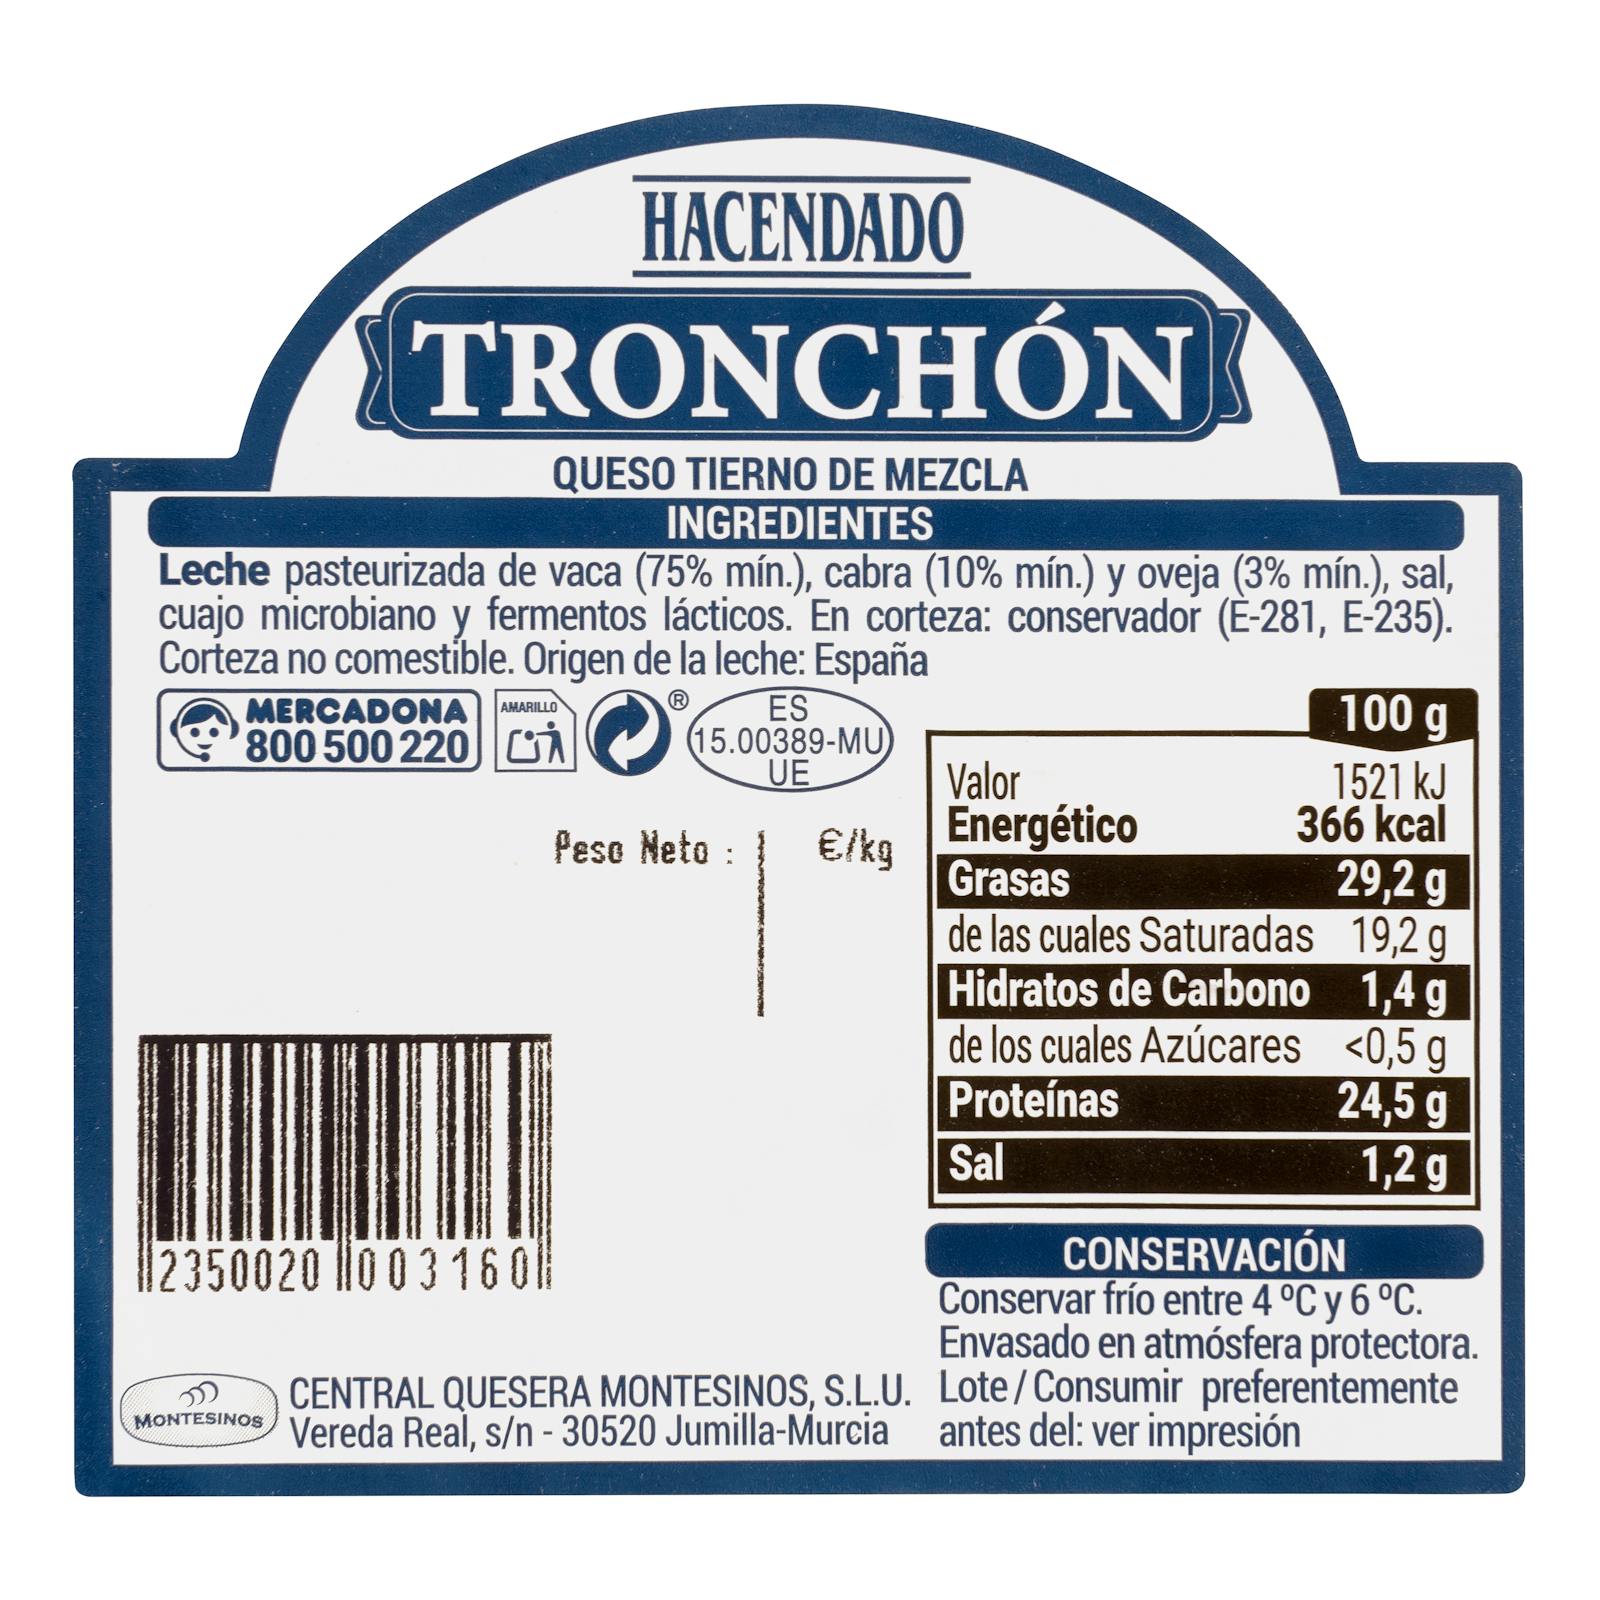 HACENDADO
TRONCHÓN
QUESO TIERNO DE MEZCLA
INGREDIENTES
Leche pasteurizada de vaca (75% mín.), cabra (10% mín.) y oveja (3% mín.), sal,
cuajo microbiano y fermentos lácticos. En corteza: conservador (E-281, E-235).
Corteza no comestible. Origen de la leche: España
MERCADONA
800 500 220
AMARILLO
®
ES
15.00389-MU
UE
Peso Neto : €/kg
100 g
Valor 1521 kJ
Energético 366 kcal
Grasas 29,2 g
de las cuales Saturadas 19,2 g
Hidratos de Carbono 1,4 g
de los cuales Azúcares <0,5 g
Proteínas 24,5 g
Sal 1,2 g
2350020 003160
CONSERVACIÓN
Conservar frío entre 4 ºC y 6 ºC.
Envasado en atmósfera protectora.
Lote / Consumir preferentemente
antes del: ver impresión
MONTESINOS
CENTRAL QUESERA MONTESINOS, S.L.U.
Vereda Real, s/n - 30520 Jumilla-Murcia